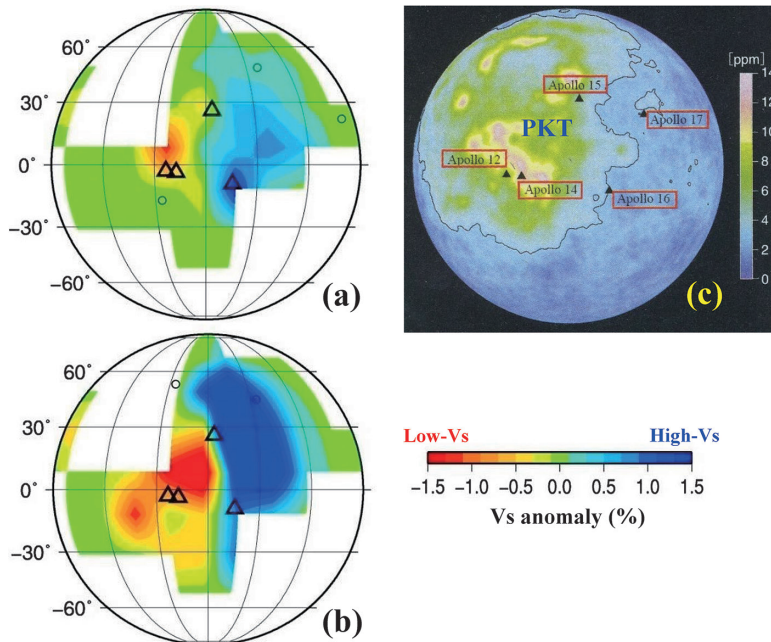 60°
30°
0°
−30°
−60°
(a)
[ppm]
14
12
10
8
6
4
2
0
Apollo 15
Apollo 17
PKT
Apollo 12
Apollo 14
Apollo 16
(c)
60°
30°
0°
−30°
−60°
(b)
Low-Vs High-Vs
−1.5 −1.0 −0.5 0.0 0.5 1.0 1.5
Vs anomaly (%)